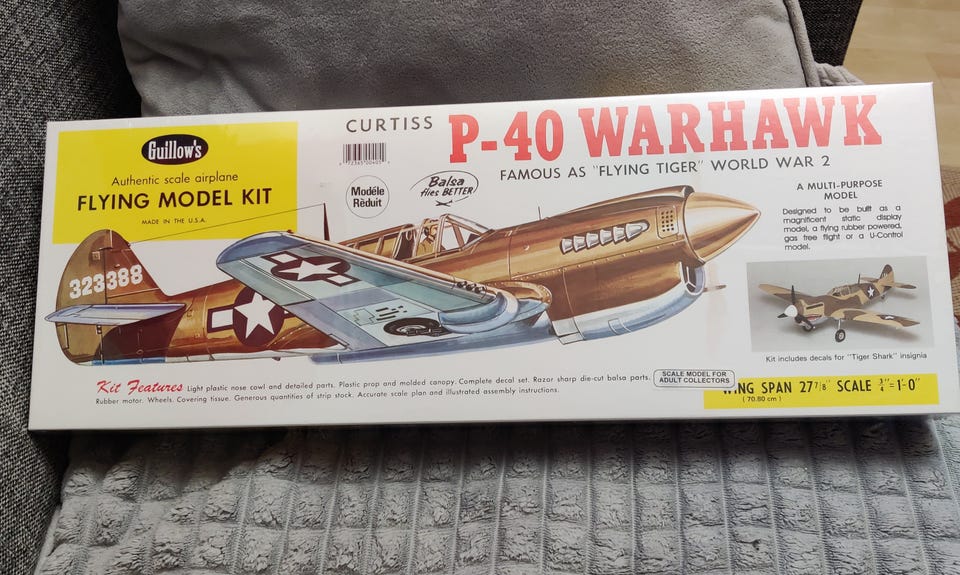 Guillow's
Authentic scale airplane
FLYING MODEL KIT
MADE IN THE U.S.A.
CURTISS
P-40 WARHAWK
FAMOUS AS "FLYING TIGER" WORLD WAR 2
Modéle
Rèduit
Balsa
flies BETTER
A MULTI-PURPOSE
MODEL
Designed to be built as a
magnificent static display
model, a flying rubber powered,
gas free flight or a U-Control
model.
323388
Kit includes decals for "Tiger Shark" insignia
Kit Features Light plastic nose cowl and detailed parts. Plastic prop and molded canopy. Complete decal set. Razor sharp die-cut balsa parts.
Rubber motor. Wheels. Covering tissue. Generous quantities of strip stock. Accurate scale plan and illustrated assembly instructions.
SCALE MODEL FOR
ADULT COLLECTORS
WING SPAN 27 7/8" SCALE 3/4"=1'-0"
(70.80 cm)